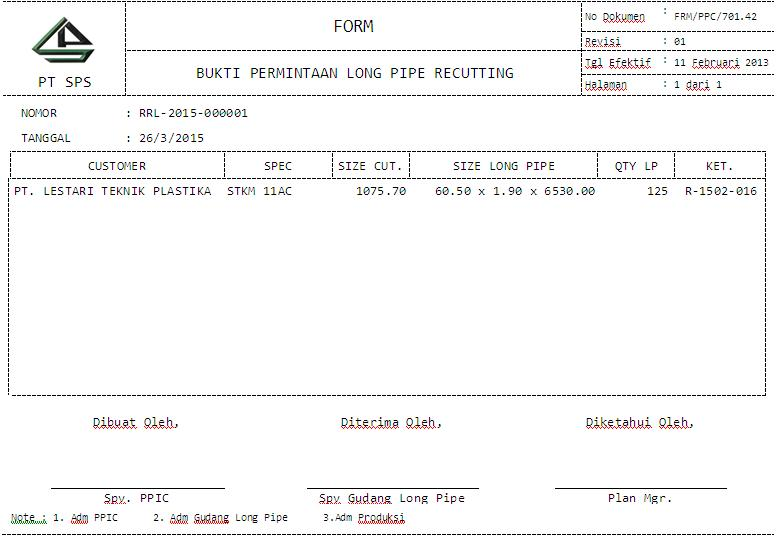 PT SPS
FORM
BUKTI PERMINTAAN LONG PIPE RECUTTING
No Dokumen : FRM/PPC/701.42
Revisi : 01
Tgl Efektif : 11 Februari 2013
Halaman : 1 dari 1
NOMOR : RRL-2015-000001
TANGGAL : 26/3/2015
CUSTOMER SPEC SIZE CUT. SIZE LONG PIPE QTY LP KET.
PT. LESTARI TEKNIK PLASTIKA STKM 11AC 1075.70 60.50 x 1.90 x 6530.00 125 R-1502-016
Dibuat Oleh, Diterima Oleh, Diketahui Oleh,
Spv. PPIC Spv Gudang Long Pipe Plan Mgr.
Note : 1. Adm PPIC 2. Adm Gudang Long Pipe 3.Adm Produksi